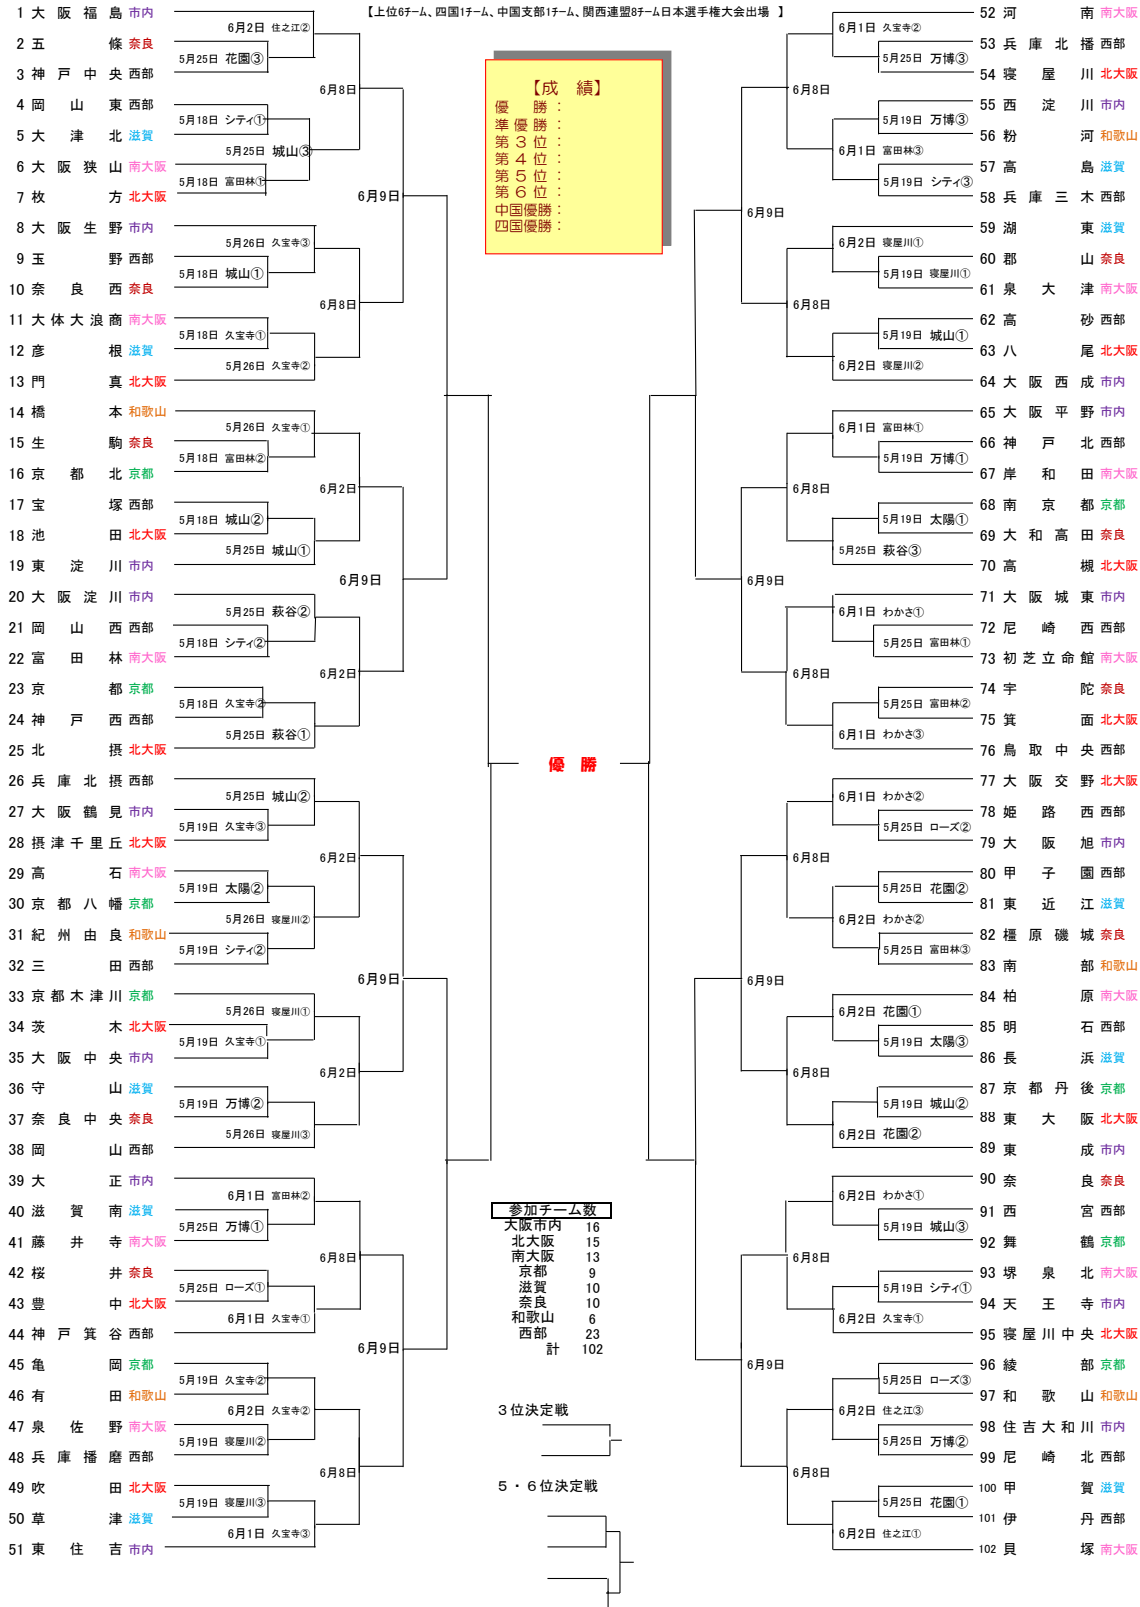 【上位6チーム、四国1チーム、中国支部1チーム、関西連盟8チーム日本選手権大会出場 】
1 大阪福島 市内
6月2日 住之江②
2 五條 奈良
5月25日 花園③
3 神戸中央 西部
6月8日
4 岡山東 西部
5月18日 シティ①
5 大津北 滋賀
5月25日 城山③
6 大阪狭山 南大阪
5月18日 富田林①
7 枚方 北大阪
6月9日
8 大阪生野 市内
5月26日 久宝寺③
9 玉野 西部
5月18日 城山①
10 奈良西 奈良
6月8日
11 大体大浪商 南大阪
5月18日 久宝寺①
12 彦根 滋賀
5月26日 久宝寺②
13 門真 北大阪
14 橋本 和歌山
5月26日 久宝寺①
15 生駒 奈良
5月18日 富田林②
16 京都北 京都
6月2日
17 宝塚 西部
5月18日 城山②
18 池田 北大阪
5月25日 城山①
19 東淀川 市内
6月9日
20 大阪淀川 市内
5月25日 萩谷②
21 岡山西 西部
5月18日 シティ②
22 富田林 南大阪
6月2日
23 京都 京都
5月18日 久宝寺②
24 神戸西 西部
5月25日 萩谷①
25 北摂 北大阪
26 兵庫北摂 西部
5月25日 城山②
27 大阪鶴見 市内
5月19日 久宝寺③
28 摂津千里丘 北大阪
6月2日
29 高石 南大阪
5月19日 太陽②
30 京都八幡 京都
5月26日 寝屋川②
31 紀州由良 和歌山
5月19日 シティ②
32 三田 西部
6月9日
33 京都木津川 京都
5月26日 寝屋川①
34 茨木 北大阪
5月19日 久宝寺①
35 大阪中央 市内
6月2日
36 守山 滋賀
5月19日 万博②
37 奈良中央 奈良
5月26日 寝屋川③
38 岡山 西部
39 大正 市内
6月1日 富田林②
40 滋賀南 滋賀
5月25日 万博①
41 藤井寺 南大阪
6月8日
42 桜井 奈良
5月25日 ローズ①
43 豊中 北大阪
6月1日 久宝寺①
44 神戸箕谷 西部
6月9日
45 亀岡 京都
5月19日 久宝寺②
46 有田 和歌山
6月2日 久宝寺②
47 泉佐野 南大阪
5月19日 寝屋川②
48 兵庫播磨 西部
6月8日
49 吹田 北大阪
5月19日 寝屋川③
50 草津 滋賀
6月1日 久宝寺③
51 東住吉 市内
【成　績】
優勝：
準優勝：
第３位：
第４位：
第５位：
第６位：
中国優勝：
四国優勝：
優　勝
参加チーム数
大阪市内 16
北大阪 15
南大阪 13
京都 9
滋賀 10
奈良 10
和歌山 6
西部 23
計 102
３位決定戦
５・６位決定戦
52 河南 南大阪
6月1日 久宝寺②
53 兵庫北播 西部
5月25日 万博③
54 寝屋川 北大阪
6月8日
55 西淀川 市内
5月19日 万博③
56 粉河 和歌山
6月1日 富田林③
57 高島 滋賀
5月19日 シティ③
58 兵庫三木 西部
6月9日
59 湖東 滋賀
6月2日 寝屋川①
60 郡山 奈良
5月19日 寝屋川①
61 泉大津 南大阪
6月8日
62 高砂 西部
5月19日 城山①
63 八尾 北大阪
6月2日 寝屋川②
64 大阪西成 市内
65 大阪平野 市内
6月1日 富田林①
66 神戸北 西部
5月19日 万博①
67 岸和田 南大阪
6月8日
68 南京都 京都
5月19日 太陽①
69 大和高田 奈良
5月25日 萩谷③
70 高槻 北大阪
6月9日
71 大阪城東 市内
6月1日 わかさ①
72 尼崎西 西部
5月25日 富田林①
73 初芝立命館 南大阪
6月8日
74 宇陀 奈良
5月25日 富田林②
75 箕面 北大阪
6月1日 わかさ③
76 鳥取中央 西部
77 大阪交野 北大阪
6月1日 わかさ②
78 姫路西 西部
5月25日 ローズ②
79 大阪旭 市内
6月8日
80 甲子園 西部
5月25日 花園②
81 東近江 滋賀
6月2日 わかさ②
82 橿原磯城 奈良
5月25日 富田林③
83 南部 和歌山
6月9日
84 柏原 南大阪
6月2日 花園①
85 明石 西部
5月19日 太陽③
86 長浜 滋賀
6月8日
87 京都丹後 京都
5月19日 城山②
88 東大阪 北大阪
6月2日 花園②
89 東成 市内
90 奈良 奈良
6月2日 わかさ①
91 西宮 西部
5月19日 城山③
92 舞鶴 京都
6月8日
93 堺泉北 南大阪
5月19日 シティ①
94 天王寺 市内
6月2日 久宝寺①
95 寝屋川中央 北大阪
6月9日
96 綾部 京都
5月25日 ローズ③
97 和歌山 和歌山
6月2日 住之江③
98 住吉大和川 市内
5月25日 万博②
99 尼崎北 西部
6月8日
100 甲賀 滋賀
5月25日 花園①
101 伊丹 西部
6月2日 住之江①
102 貝塚 南大阪